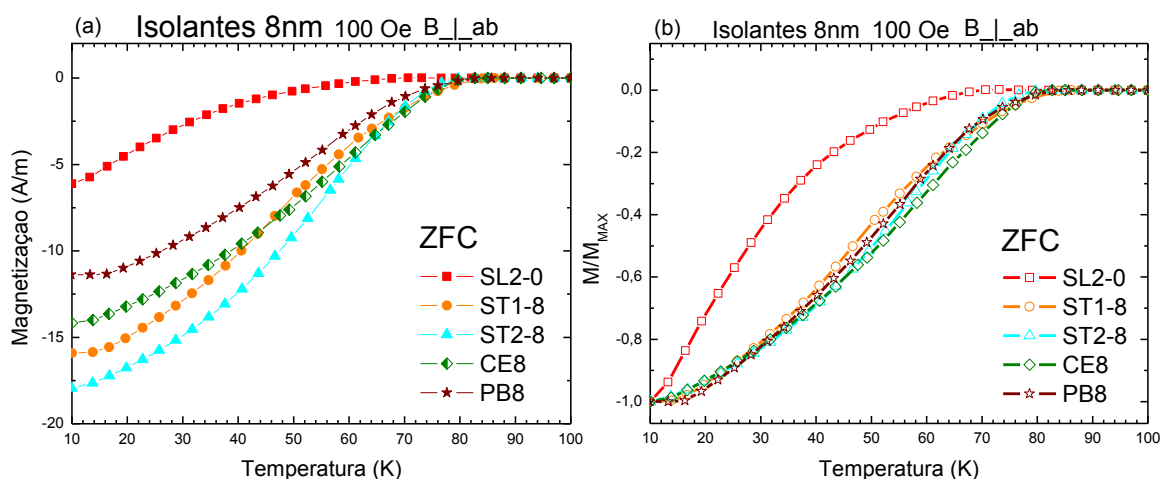 (a) Isolantes 8nm 100 Oe B_|_ab
0
-5
-10
-15
-20
Magnetizaçao (A/m)
ZFC
SL2-0
ST1-8
ST2-8
CE8
PB8
10 20 30 40 50 60 70 80 90 100
Temperatura (K)
(b) Isolantes 8nm 100 Oe B_|_ab
0,0
-0,2
-0,4
-0,6
-0,8
-1,0
M/M_MAX
ZFC
SL2-0
ST1-8
ST2-8
CE8
PB8
10 20 30 40 50 60 70 80 90 100
Temperatura (K)